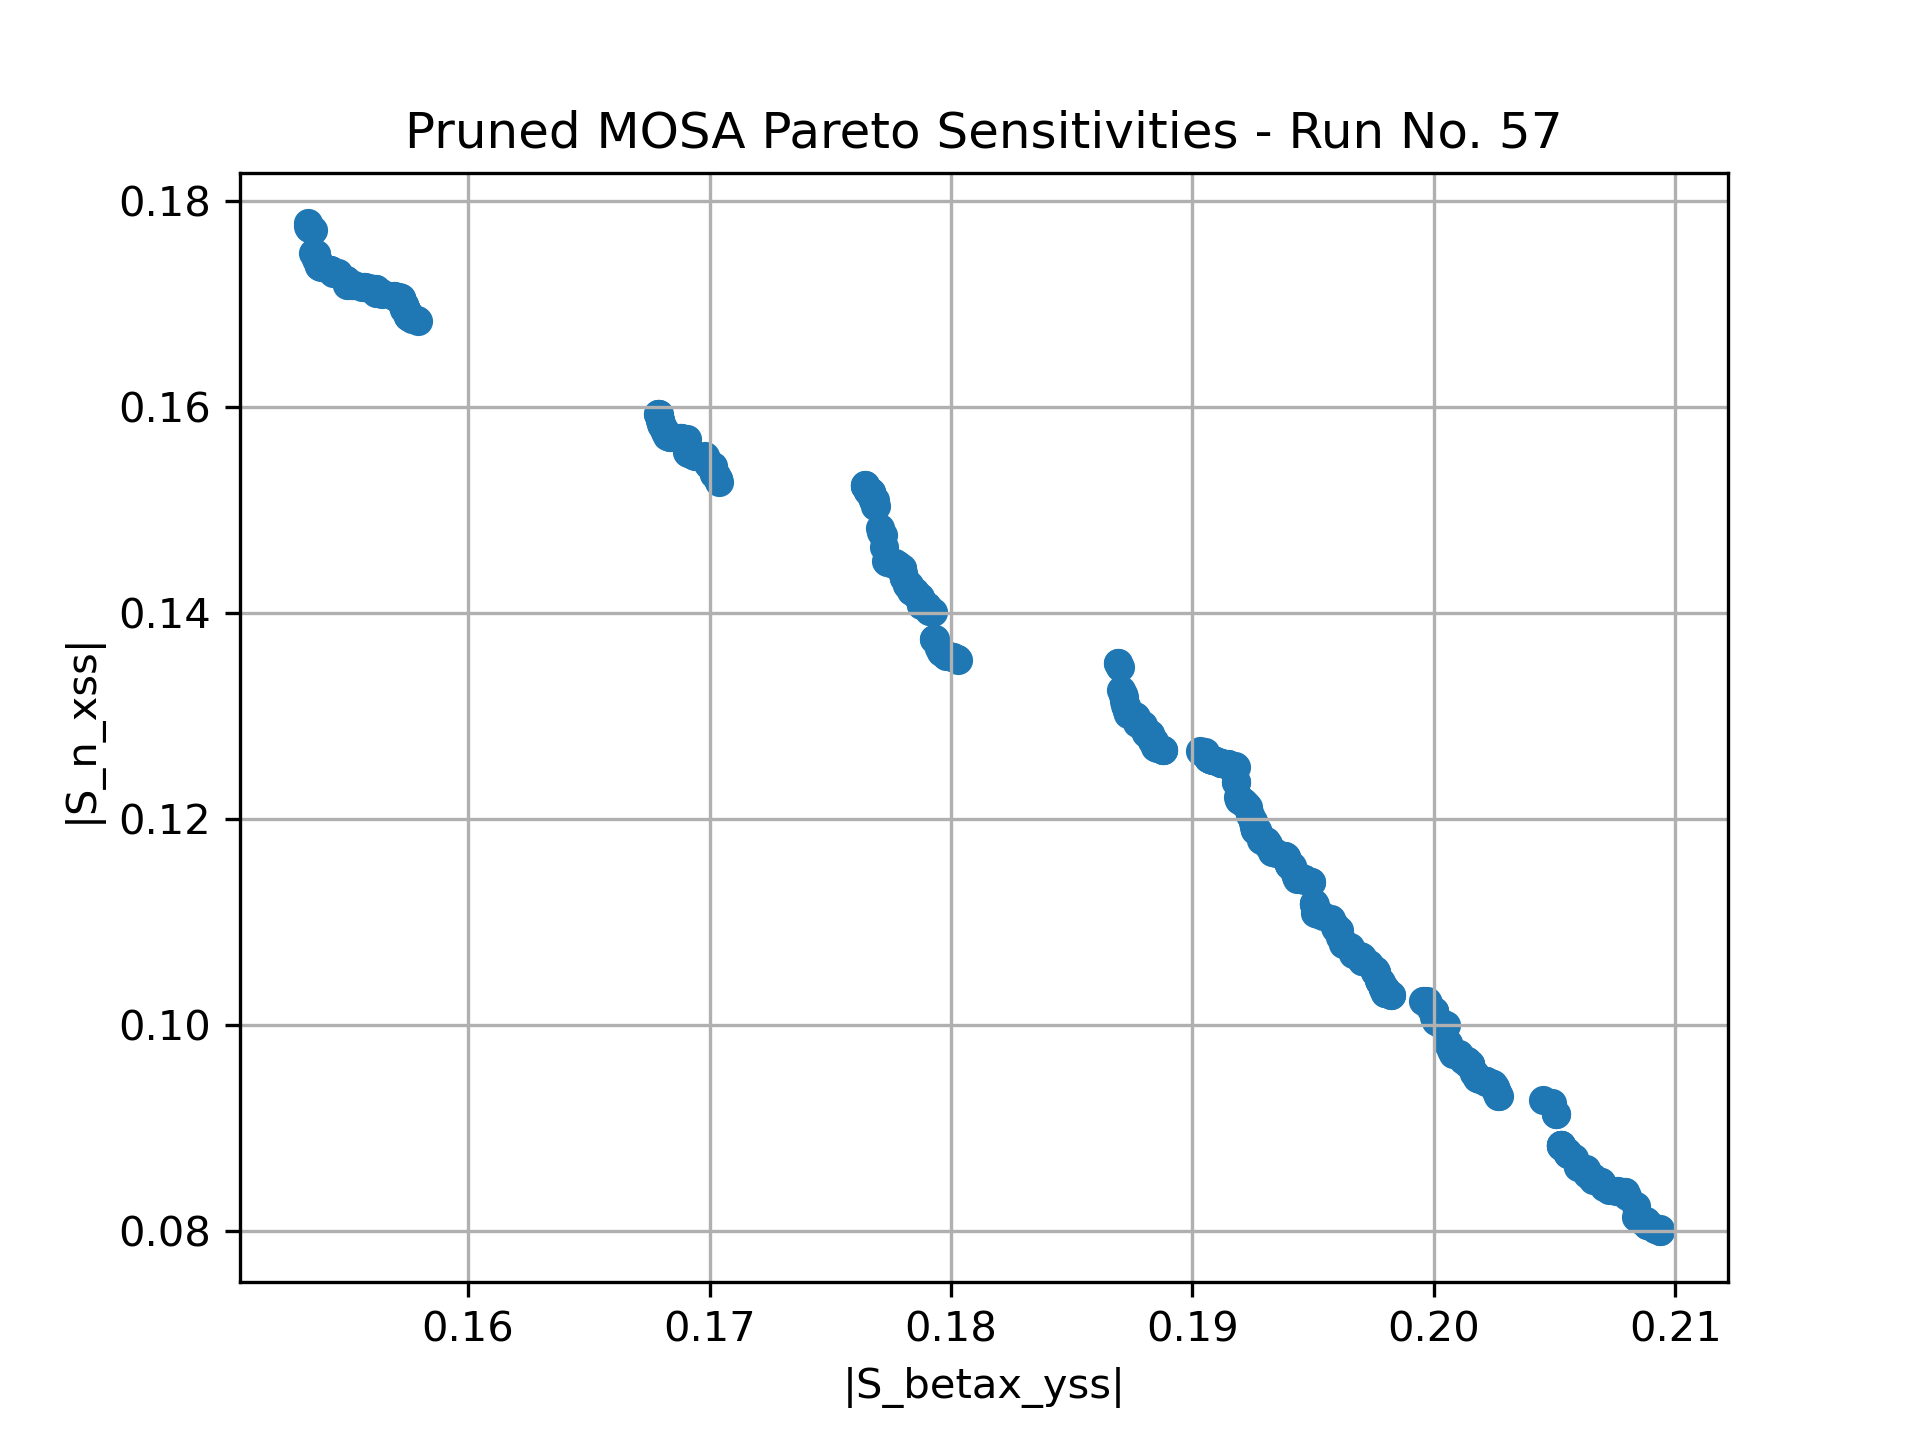 Pruned MOSA Pareto Sensitivities - Run No. 57
0.18
0.16
0.14
0.12
0.10
0.08
|S_n_xss|
0.16 0.17 0.18 0.19 0.20 0.21
|S_betax_yss|